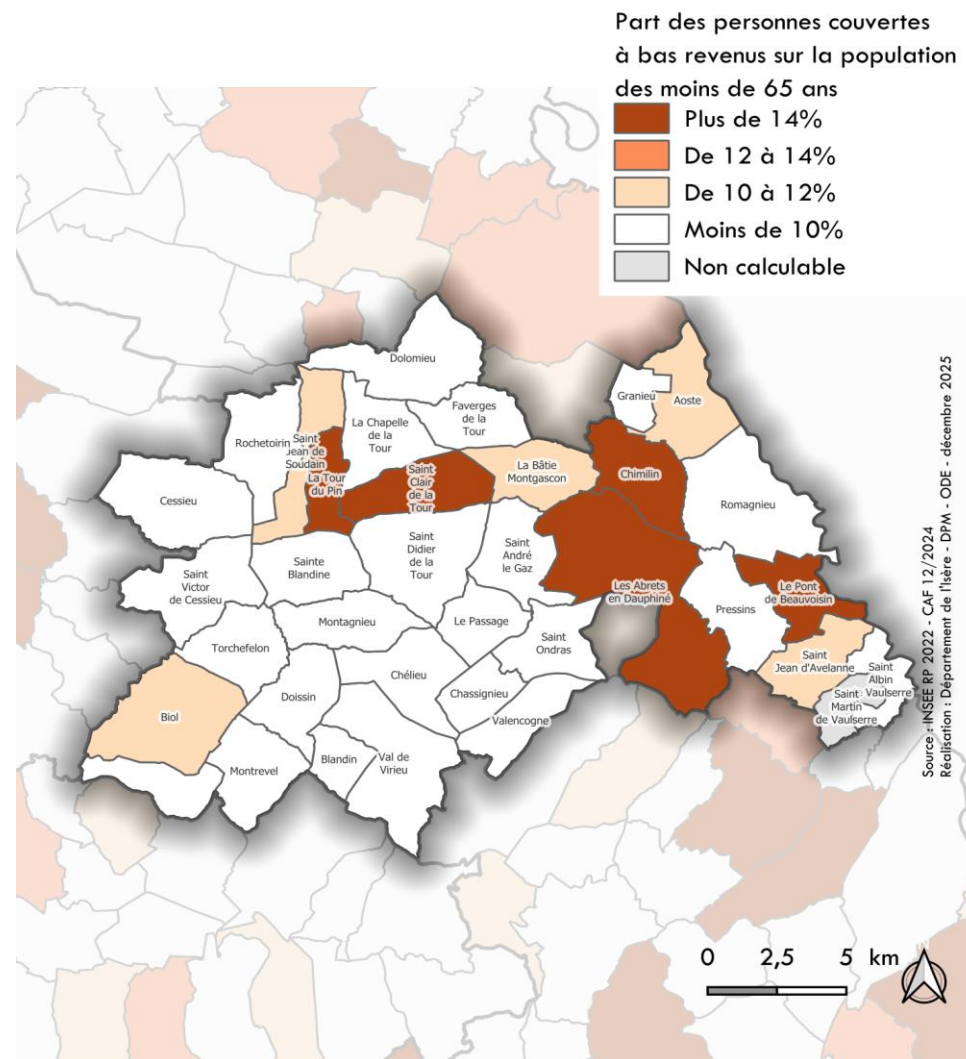 Part des personnes couvertes
à bas revenus sur la population
des moins de 65 ans
Plus de 14%
De 12 à 14%
De 10 à 12%
Moins de 10%
Non calculable
Dolomieu
Granieu
Aoste
Faverges
de la
Tour
La Chapelle
de la
Tour
Rochetoirin
Saint
Jean de
Soudain
La Tour
du Pin
Saint
Clair
de la
Tour
La Bâtie
Montgascon
Chimilin
Cessieu
Romagnieu
Saint
Didier
de la
Tour
Saint
André
le Gaz
Sainte
Blandine
Saint
Victor
de Cessieu
Les Abrets
en Dauphiné
Le Pont
de Beauvoisin
Pressins
Montagnieu
Le Passage
Torchefelon
Saint
Ondras
Saint
Jean d'Avelanne
Saint
Albin
de Vaulserre
Saint
Martin
de Vaulserre
Chélieu
Doissin
Chassignieu
Biol
Valencogne
Montrevel
Blandin
Val de
Virieu
Source : INSEE RP 2022 - CAF 12/2024
Réalisation : Département de l'Isère - DPM - ODE - décembre 2025
0 2,5 5 km